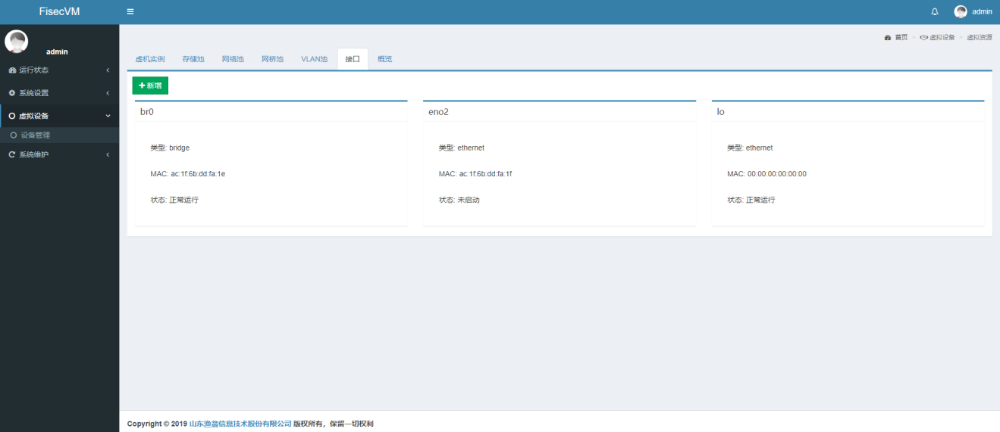 FisecVM
admin
admin
运行状态
系统设置
虚拟设备
设备管理
系统维护
首页 > 虚拟设备 > 虚拟资源
虚机实例 存储池 网络池 网桥池 VLAN池 接口 概览
新增
br0
类型: bridge
MAC: ac:1f:6b:dd:fa:1e
状态: 正常运行
eno2
类型: ethernet
MAC: ac:1f:6b:dd:fa:1f
状态: 未启动
lo
类型: ethernet
MAC: 00:00:00:00:00:00
状态: 正常运行
Copyright © 2019 山东渔翁信息技术股份有限公司 版权所有，保留一切权利